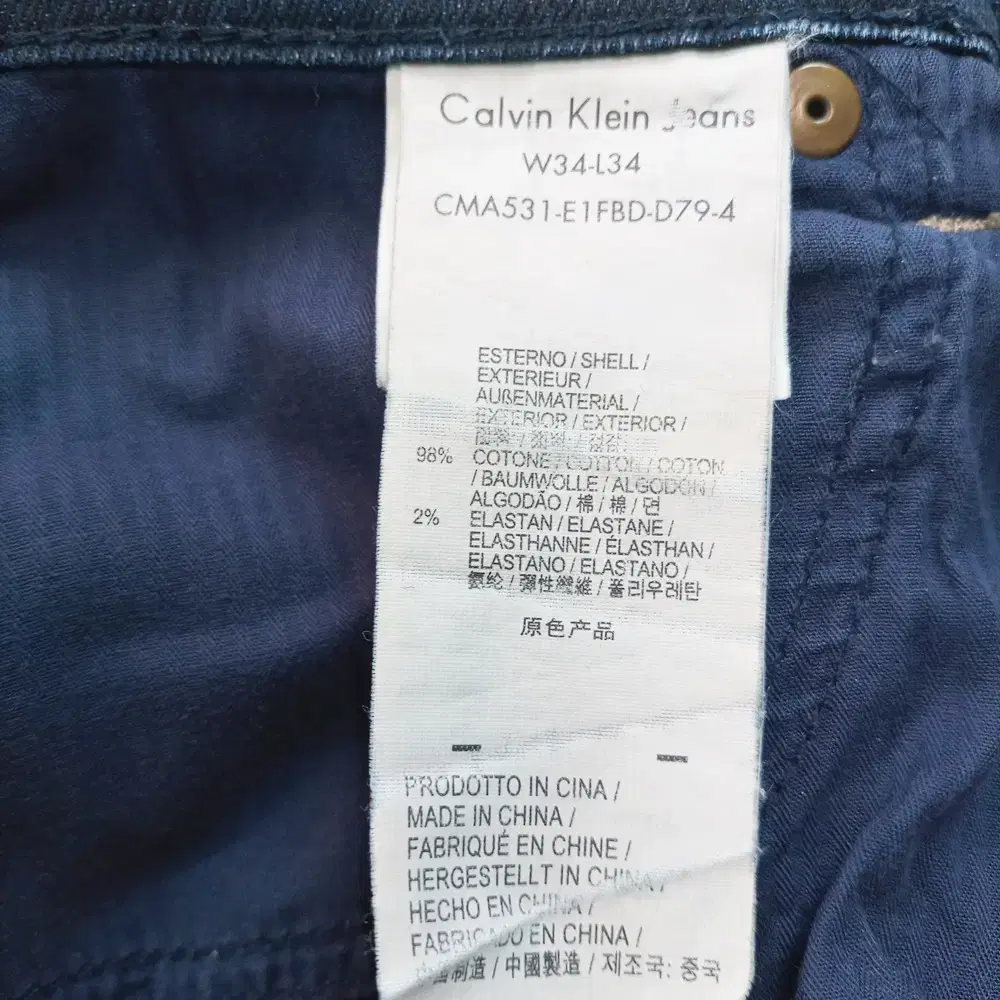 Calvin Klein Jeans
W34-L34
CMA531-E1FBD-D79-4
ESTERNO / SHELL /
EXTERIEUR /
AUßENMATERIAL /
EXTERIOR / EXTERIOR /
98% COTONE / COTTON / COTON
/ BAUMWOLLE / ALGODON /
ALGODÃO / 棉 / 棉 / 면
2% ELASTAN / ELASTANE /
ELASTHANNE / ELASTHAN /
ELASTANO / ELASTANO /
氨纶 / 彈性纖維 / 폴리우레탄
原色产品
PRODOTTO IN CINA /
MADE IN CHINA /
FABRIQUÉ EN CHINE /
HERGESTELLT IN CHINA /
HECHO EN CHINA /
FABRICADO EN CHINA /
中国制造 / 中國製造 / 제조국: 중국